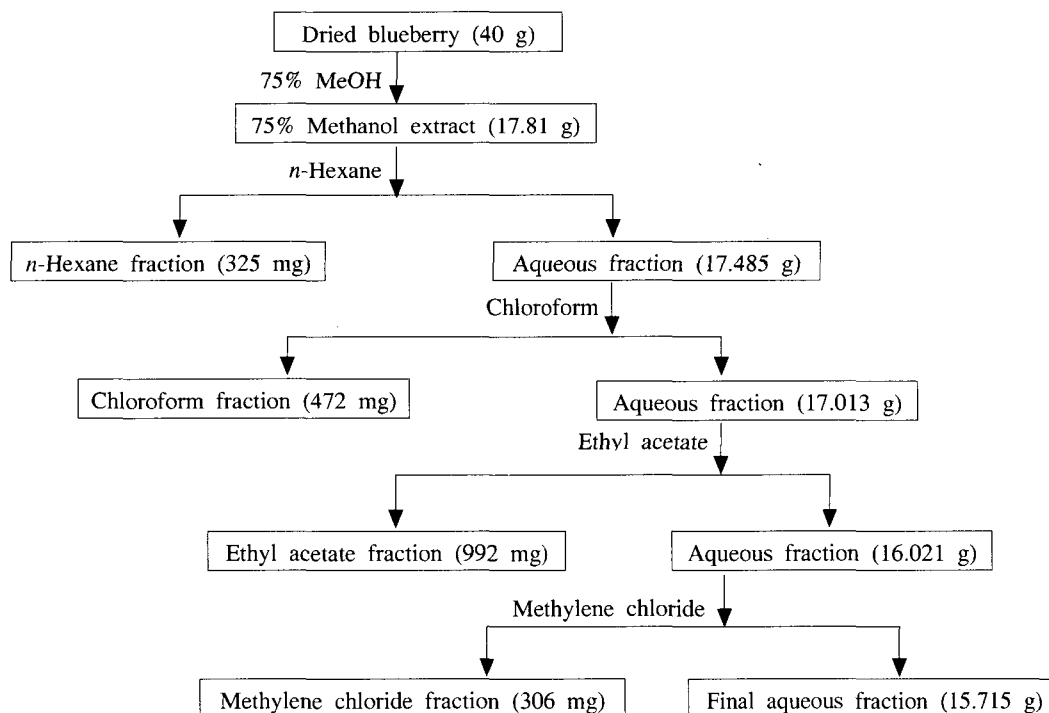 Dried blueberry (40 g)
75% MeOH
75% Methanol extract (17.81 g)
n-Hexane
n-Hexane fraction (325 mg)
Aqueous fraction (17.485 g)
Chloroform
Chloroform fraction (472 mg)
Aqueous fraction (17.013 g)
Ethyl acetate
Ethyl acetate fraction (992 mg)
Aqueous fraction (16.021 g)
Methylene chloride
Methylene chloride fraction (306 mg)
Final aqueous fraction (15.715 g)